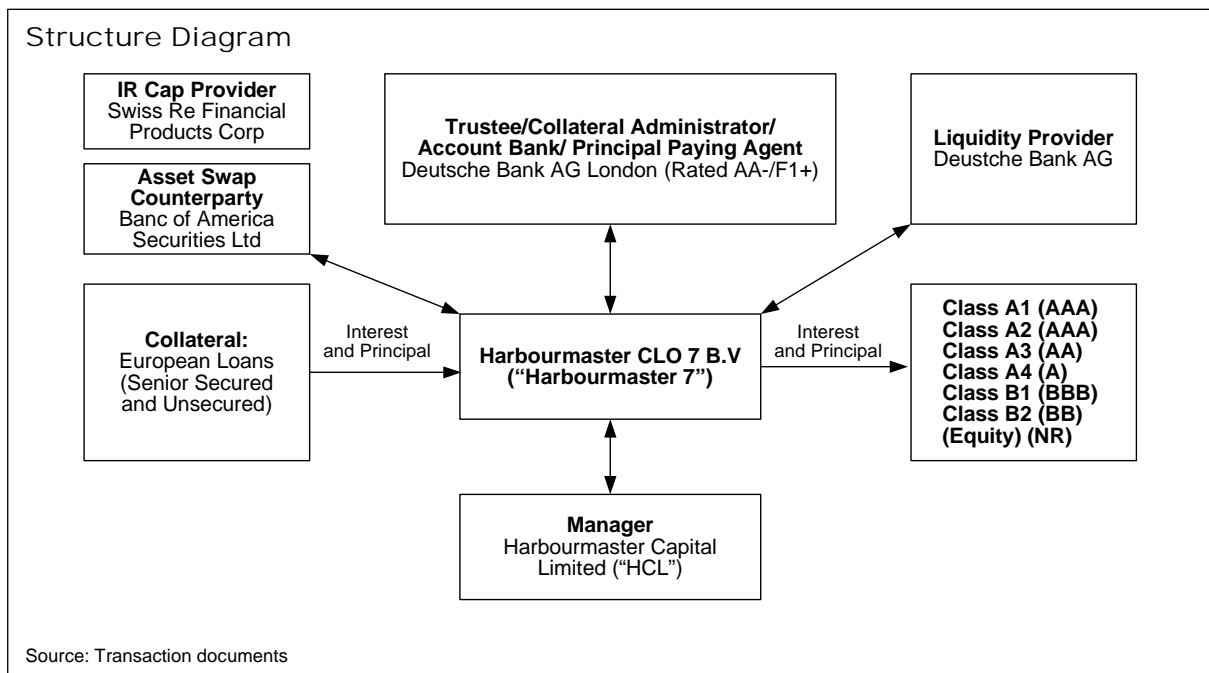 Structure Diagram
IR Cap Provider
Swiss Re Financial
Products Corp
Asset Swap
Counterparty
Banc of America
Securities Ltd
Trustee/Collateral Administrator/
Account Bank/ Principal Paying Agent
Deutsche Bank AG London (Rated AA-/F1+)
Liquidity Provider
Deustche Bank AG
Collateral:
European Loans
(Senior Secured
and Unsecured)
Interest
and Principal
Harbourmaster CLO 7 B.V
(“Harbourmaster 7”)
Interest
and Principal
Class A1 (AAA)
Class A2 (AAA)
Class A3 (AA)
Class A4 (A)
Class B1 (BBB)
Class B2 (BB)
(Equity) (NR)
Manager
Harbourmaster Capital
Limited (“HCL”)
Source: Transaction documents